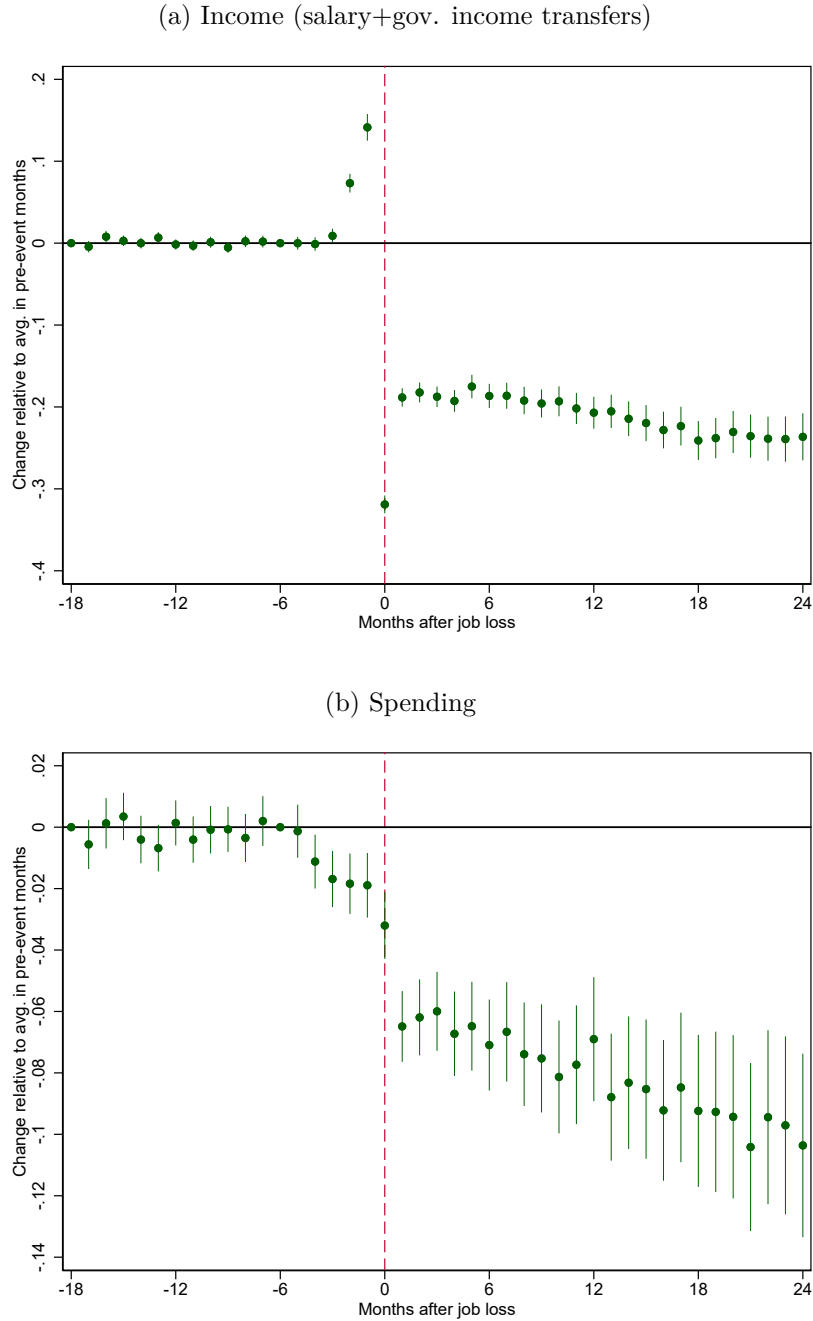 (a) Income (salary+gov. income transfers)
Change relative to avg. in pre-event months
.2
.1
0
-.1
-.2
-.3
-.4
-18 -12 -6 0 6 12 18 24
Months after job loss
(b) Spending
Change relative to avg. in pre-event months
.02
0
-.02
-.04
-.06
-.08
-.1
-.12
-.14
-18 -12 -6 0 6 12 18 24
Months after job loss